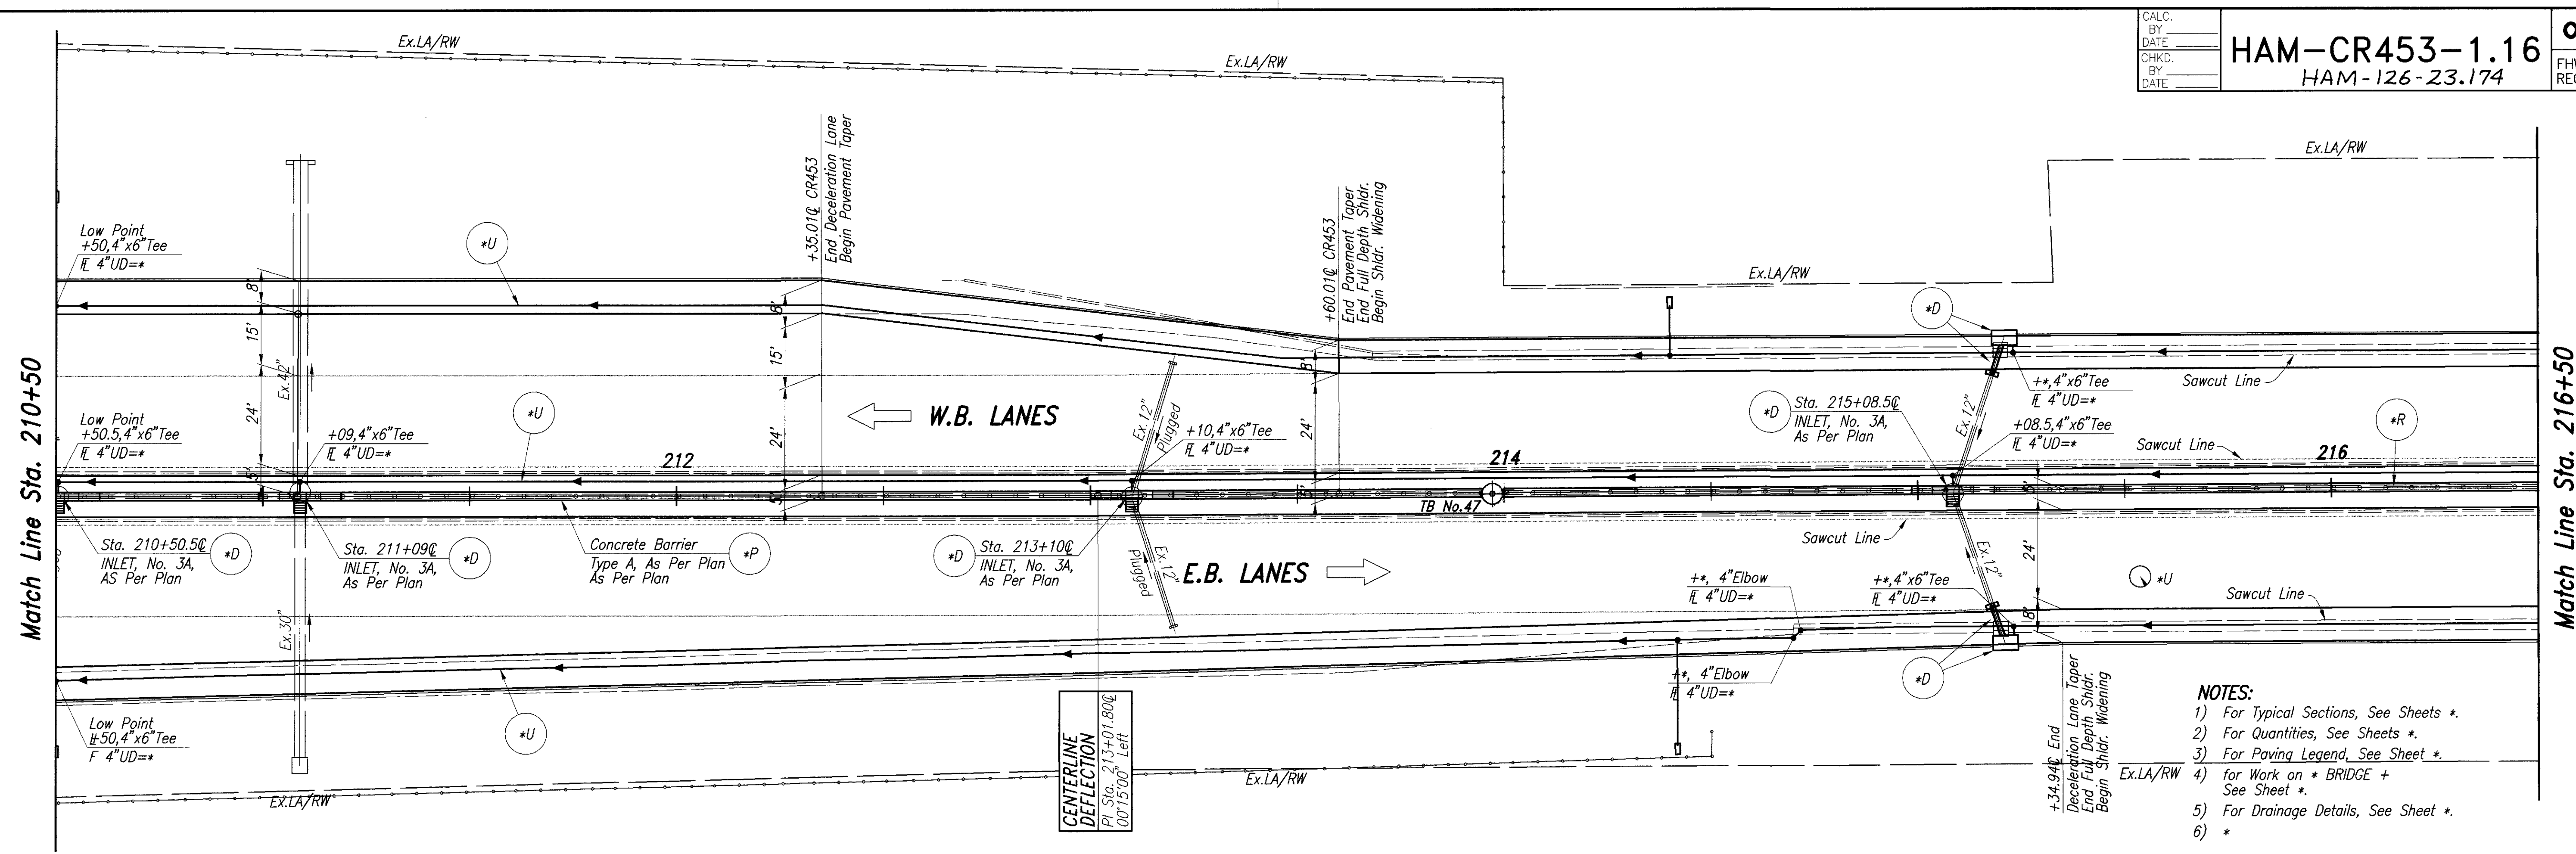 CALC.
BY
DATE
CHKD.
BY
DATE
HAM-CR453-1.16
HAM-126-23.174
Ex.LA/RW
Ex.LA/RW
Ex.LA/RW
Ex.LA/RW
Match Line Sta. 210+50
Low Point
+50,4"x6"Tee
℄ 4"UD=*
*U
8'
15'
24'
5'
Ex.42"
+35.01℄ CR453
End Deceleration Lane
Begin Pavement Taper
8'
15'
24'
5'
+60.01℄ CR453
End Pavement Taper
End Full Depth Shldr.
Begin Shldr. Widening
8'
24'
5'
*D
+*,4"x6"Tee
℄ 4"UD=*
Sawcut Line
Low Point
+50.5,4"x6"Tee
℄ 4"UD=*
+09,4"x6"Tee
℄ 4"UD=*
*U
W.B. LANES
Ex.12"
Plugged
+10,4"x6"Tee
℄ 4"UD=*
*D
Sta. 215+08.5℄
INLET, No. 3A,
As Per Plan
Ex.12"
+08.5,4"x6"Tee
℄ 4"UD=*
Sawcut Line
*R
212
214
216
TB No.47
Sta. 210+50.5℄
INLET, No. 3A,
AS Per Plan
*D
Sta. 211+09℄
INLET, No. 3A,
As Per Plan
*D
Concrete Barrier
Type A, As Per Plan
As Per Plan
*P
*D
Sta. 213+10℄
INLET, No. 3A,
As Per Plan
Plugged
Ex.12"
E.B. LANES
Sawcut Line
Ex.12"
24'
8'
*U
Sawcut Line
+*, 4"Elbow
℄ 4"UD=*
+*,4"x6"Tee
℄ 4"UD=*
+*, 4"Elbow
℄ 4"UD=*
*D
Ex.30"
Low Point
+50,4"x6"Tee
F 4"UD=*
*U
CENTERLINE
DEFLECTION
PI Sta. 213+01.80℄
00°15'00" Left
Ex.LA/RW
Ex.LA/RW
Ex.LA/RW
+34.94℄ End
Deceleration Lane Taper
End Full Depth Shldr.
Begin Shldr. Widening
NOTES:
1) For Typical Sections, See Sheets *.
2) For Quantities, See Sheets *.
3) For Paving Legend, See Sheet *.
4) for Work on * BRIDGE +
See Sheet *.
5) For Drainage Details, See Sheet *.
6) *
Match Line Sta. 216+50